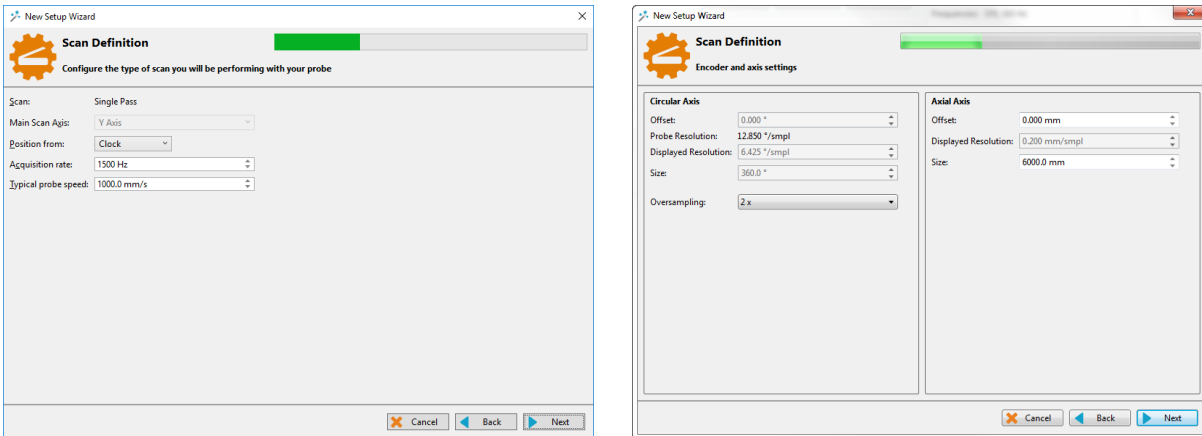 New Setup Wizard
Scan Definition
Configure the type of scan you will be performing with your probe
Scan: Single Pass
Main Scan Axis: Y Axis
Position from: Clock
Acquisition rate: 1500 Hz
Typical probe speed: 1000.0 mm/s
Cancel Back Next
New Setup Wizard
Scan Definition
Encoder and axis settings
Circular Axis
Offset: 0.000 °
Probe Resolution: 12.850 °/smpl
Displayed Resolution: 6.425 °/smpl
Size: 360.0 °
Oversampling: 2 x
Axial Axis
Offset: 0.000 mm
Displayed Resolution: 0.200 mm/smpl
Size: 6000.0 mm
Cancel Back Next